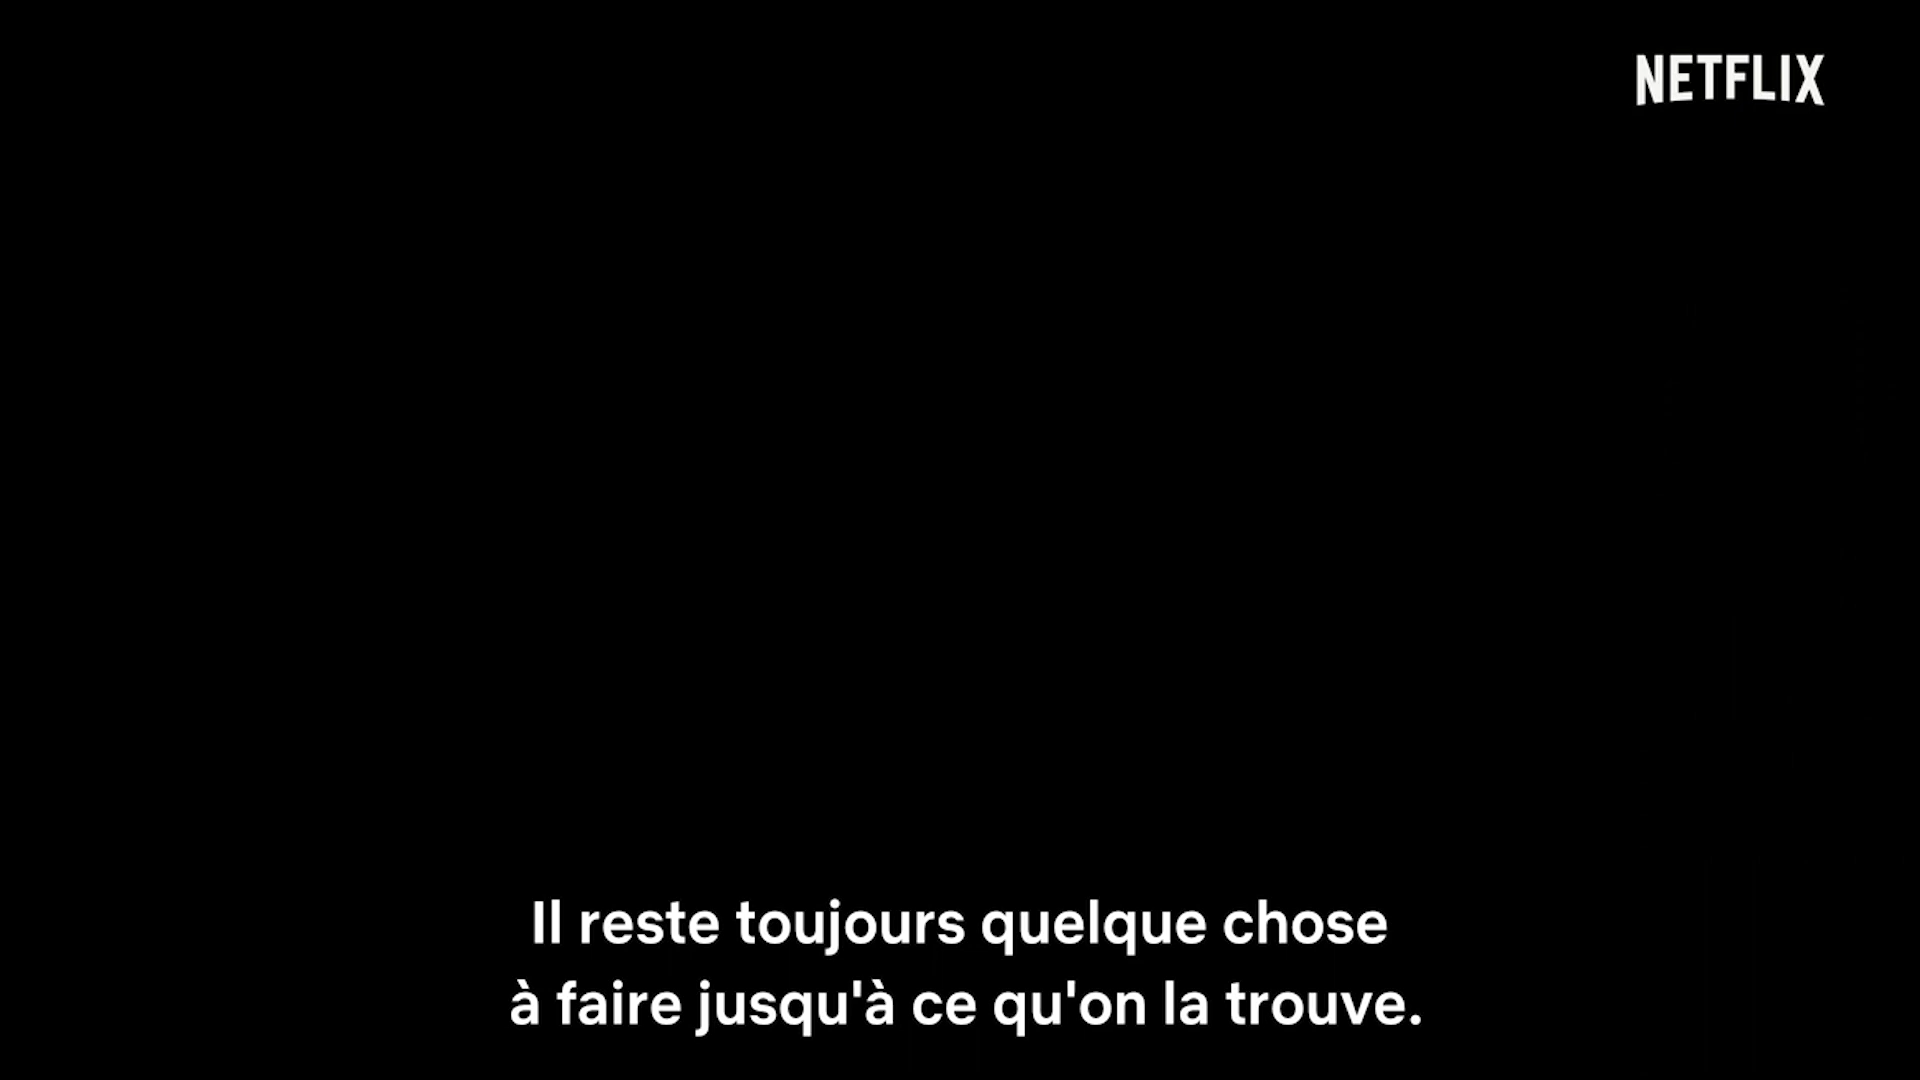 NETFLIX
Il reste toujours quelque chose
à faire jusqu'à ce qu'on la trouve.